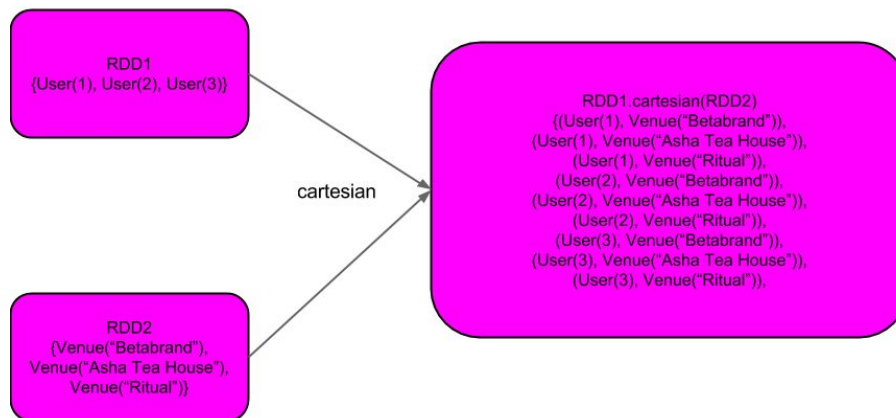 RDD1
{User(1), User(2), User(3)}
RDD1.cartesian(RDD2)
{(User(1), Venue(“Betabrand”)),
(User(1), Venue(“Asha Tea House”)),
(User(1), Venue(“Ritual”)),
(User(2), Venue(“Betabrand”)),
(User(2), Venue(“Asha Tea House”)),
(User(2), Venue(“Ritual”)),
(User(3), Venue(“Betabrand”)),
(User(3), Venue(“Asha Tea House”)),
(User(3), Venue(“Ritual”)),
cartesian
RDD2
{Venue(“Betabrand”),
Venue(“Asha Tea House”),
Venue(“Ritual”)}